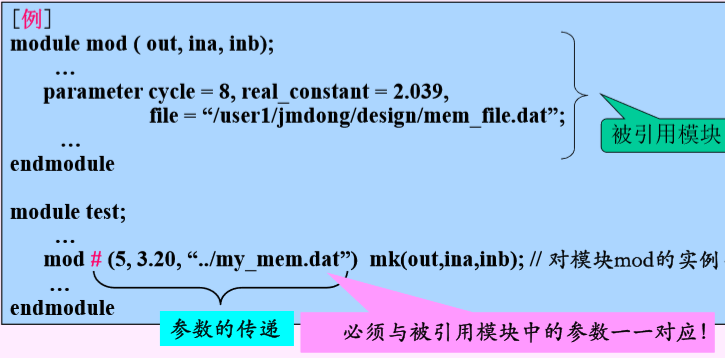 [例]
module mod ( out, ina, inb);
…
parameter cycle = 8, real_constant = 2.039,
file = “/user1/jmdong/design/mem_file.dat”;
被引用模块
…
endmodule
module test;
…
mod # (5, 3.20, “../my_mem.dat”) mk(out,ina,inb); // 对模块mod的实例
…
endmodule
参数的传递
必须与被引用模块中的参数一一对应！